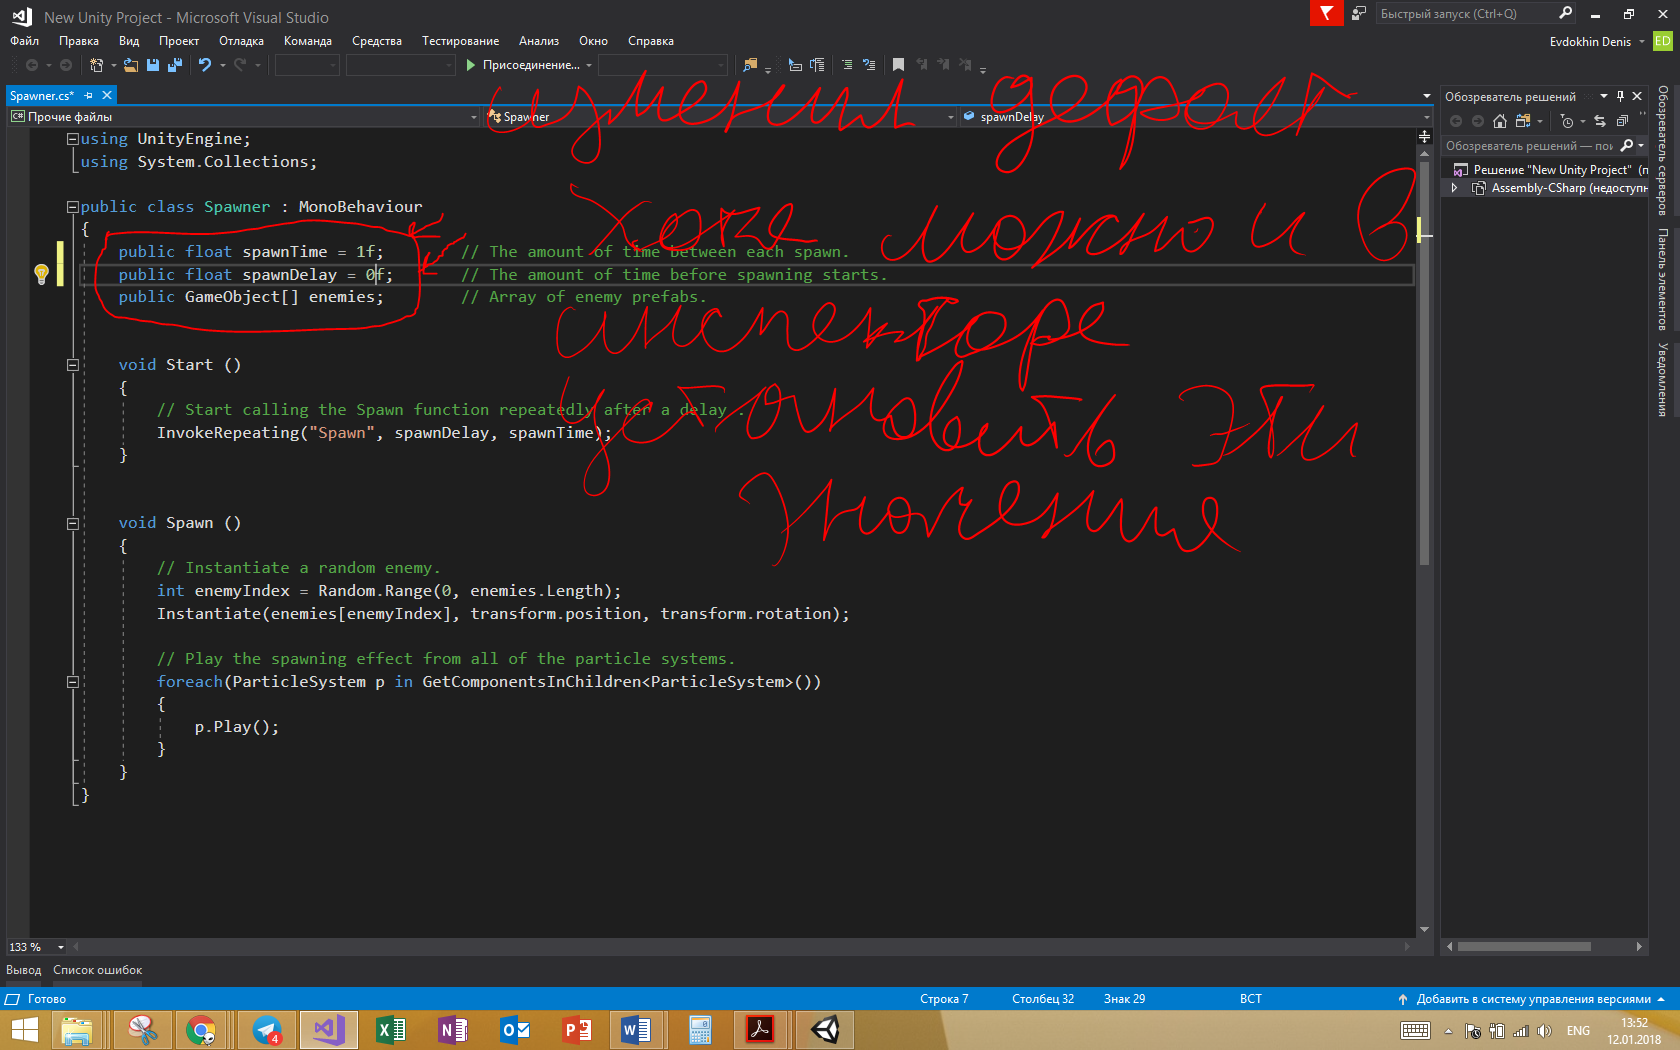 New Unity Project - Microsoft Visual Studio
Быстрый запуск (Ctrl+Q)
Файл Правка Вид Проект Отладка Команда Средства Тестирование Анализ Окно Справка
Evdokhin Denis ED
Присоединение...
Spawner.cs*
Прочие файлы Spawner spawnDelay
using UnityEngine;
using System.Collections;
public class Spawner : MonoBehaviour
{
public float spawnTime = 1f; // The amount of time between each spawn.
public float spawnDelay = 0f; // The amount of time before spawning starts.
public GameObject[] enemies; // Array of enemy prefabs.
void Start ()
{
// Start calling the Spawn function repeatedly after a delay .
InvokeRepeating("Spawn", spawnDelay, spawnTime);
}
void Spawn ()
{
// Instantiate a random enemy.
int enemyIndex = Random.Range(0, enemies.Length);
Instantiate(enemies[enemyIndex], transform.position, transform.rotation);
// Play the spawning effect from all of the particle systems.
foreach(ParticleSystem p in GetComponentsInChildren<ParticleSystem>())
{
p.Play();
}
}
}
изменил дефолт
можно и в
инспекторе
установить эти
значение
Обозреватель решений
Обозреватель решений — пои
Решение "New Unity Project" (п
Assembly-CSharp (недоступн
Обозреватель серверов
Панель элементов
Уведомления
133 %
Вывод Список ошибок
Готово Строка 7 Столбец 32 Знак 29 ВСТ Добавить в систему управления версиями
4
ENG
13:52
12.01.2018